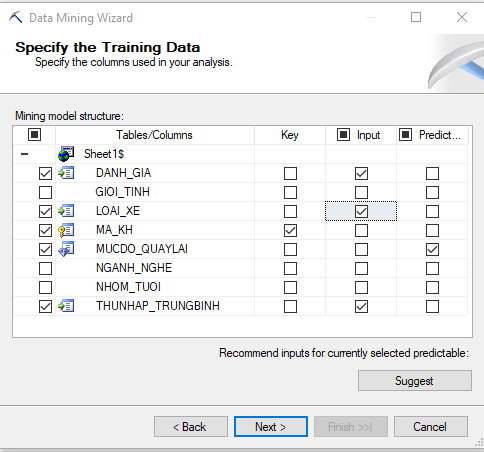 Data Mining Wizard
Specify the Training Data
Specify the columns used in your analysis.
Mining model structure:
Tables/Columns Key Input Predict...
Sheet1$
DANH_GIA
GIOI_TINH
LOAI_XE
MA_KH
MUCDO_QUAYLAI
NGANH_NGHE
NHOM_TUOI
THUNHAP_TRUNGBINH
Recommend inputs for currently selected predictable:
Suggest
< Back Next > Finish >>| Cancel